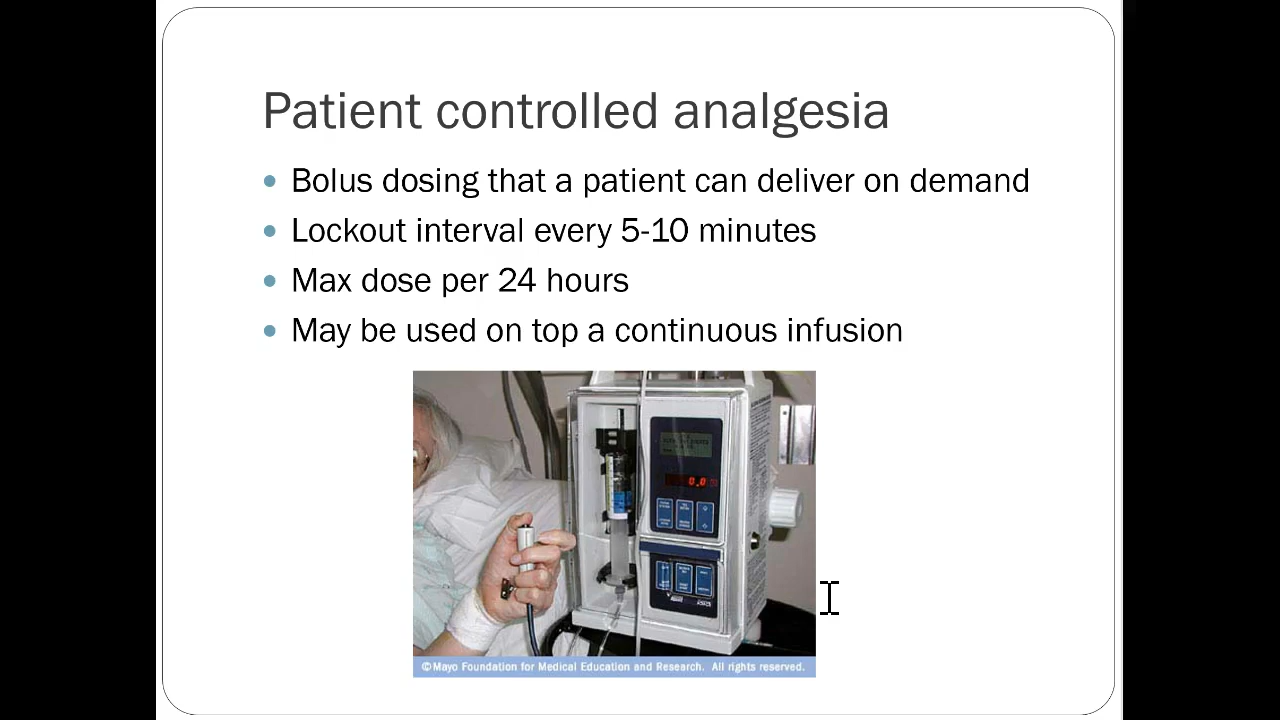 Patient controlled analgesia
Bolus dosing that a patient can deliver on demand
Lockout interval every 5-10 minutes
Max dose per 24 hours
May be used on top a continuous infusion
0.0
©Mayo Foundation for Medical Education and Research. All rights reserved.